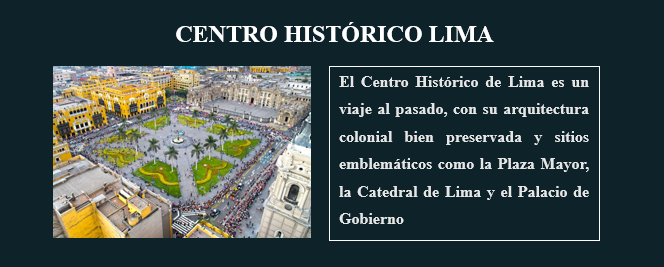 CENTRO HISTÓRICO LIMA
El Centro Histórico de Lima es un
viaje al pasado, con su arquitectura
colonial bien preservada y sitios
emblemáticos como la Plaza Mayor,
la Catedral de Lima y el Palacio de
Gobierno